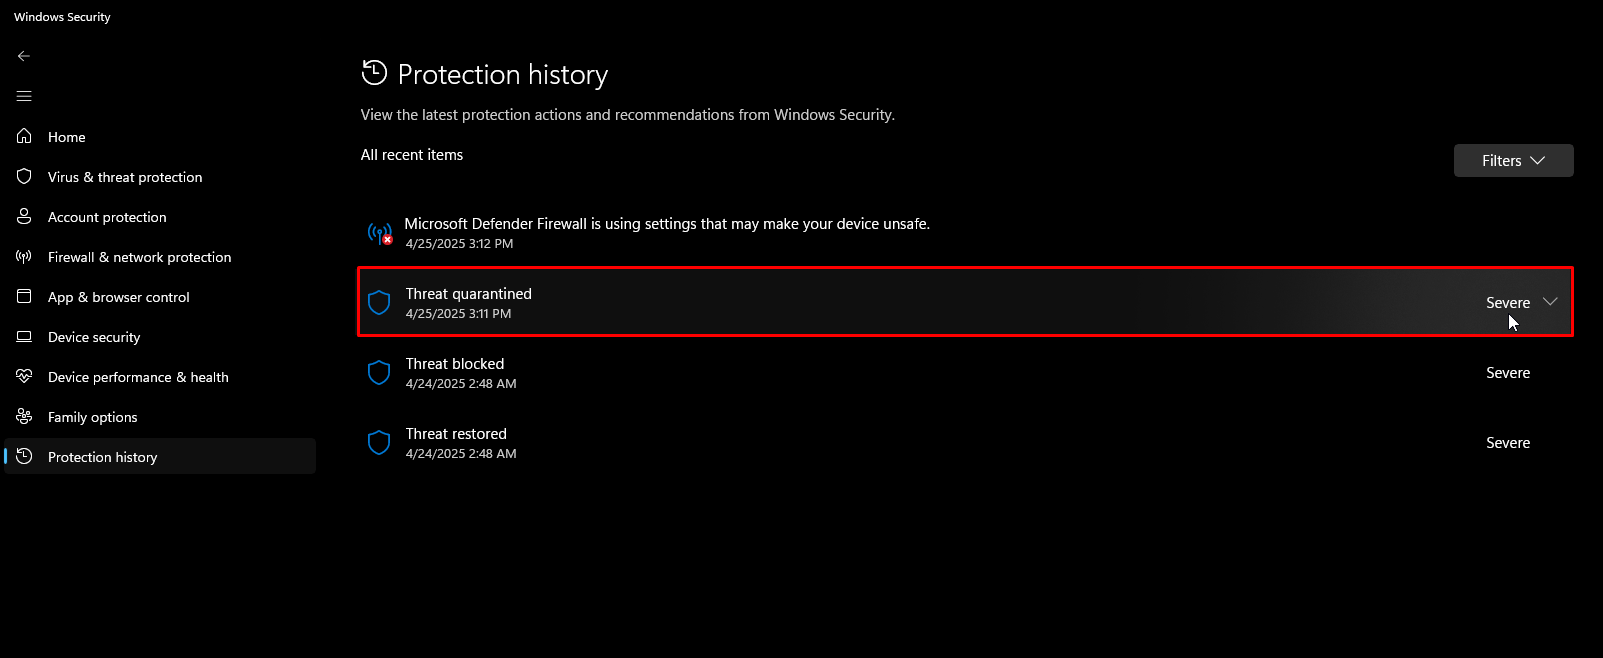 Windows Security
Home
Virus & threat protection
Account protection
Firewall & network protection
App & browser control
Device security
Device performance & health
Family options
Protection history
Protection history
View the latest protection actions and recommendations from Windows Security.
All recent items
Filters
Microsoft Defender Firewall is using settings that may make your device unsafe.
4/25/2025 3:12 PM
Threat quarantined
4/25/2025 3:11 PM
Severe
Threat blocked
4/24/2025 2:48 AM
Severe
Threat restored
4/24/2025 2:48 AM
Severe